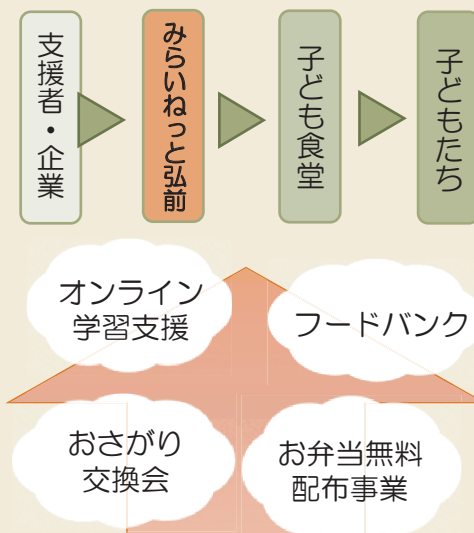 支援者・企業
みらいねっと弘前
子ども食堂
子どもたち
オンライン
学習支援
フードバンク
おさがり
交換会
お弁当無料
配布事業